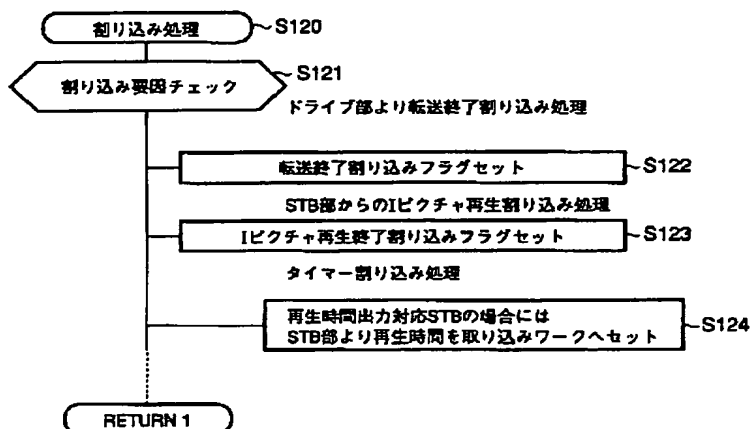 割り込み処理
S120
割り込み要因チェック
S121
ドライブ部より転送終了割り込み処理
転送終了割り込みフラグセット
S122
STB部からのIピクチャ再生割り込み処理
Iピクチャ再生終了割り込みフラグセット
S123
タイマー割り込み処理
再生時間出力対応STBの場合には
STB部より再生時間を取り込みワークへセット
S124
RETURN 1